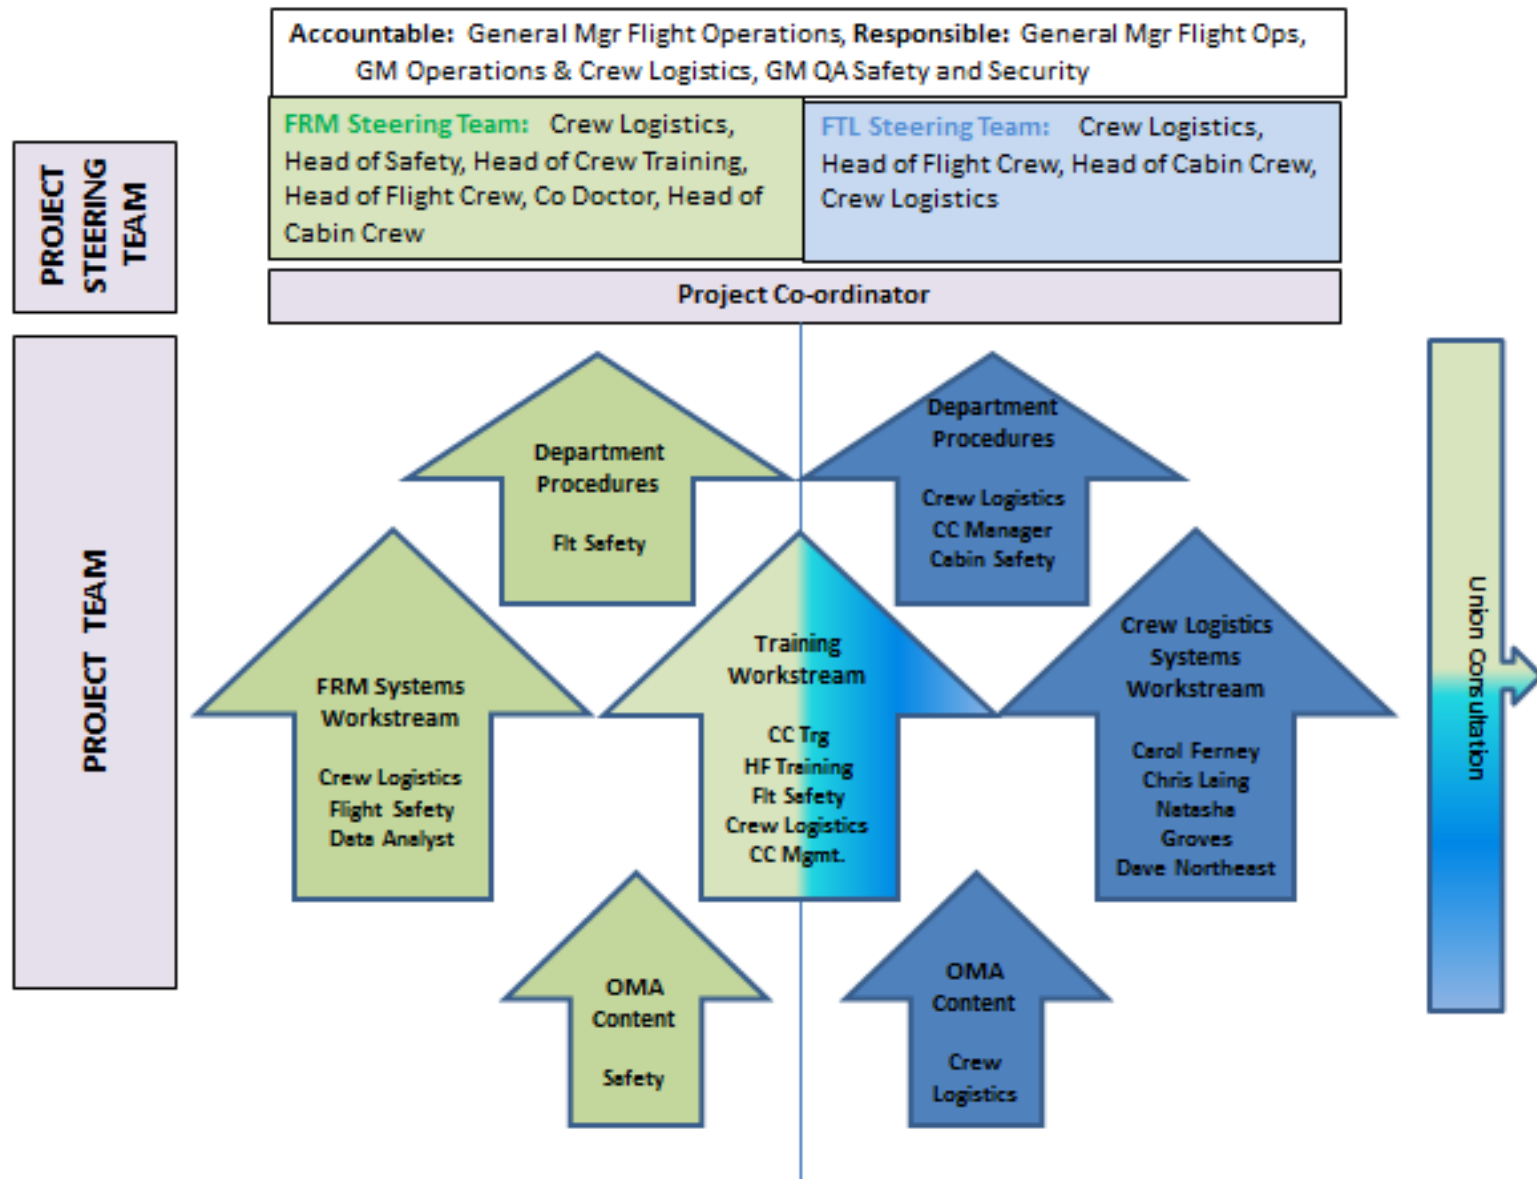 Accountable: General Mgr Flight Operations, Responsible: General Mgr Flight Ops,
GM Operations & Crew Logistics, GM QA Safety and Security
PROJECT
STEERING
TEAM
FRM Steering Team: Crew Logistics,
Head of Safety, Head of Crew Training,
Head of Flight Crew, Co Doctor, Head of
Cabin Crew
FTL Steering Team: Crew Logistics,
Head of Flight Crew, Head of Cabin Crew,
Crew Logistics
Project Co-ordinator
PROJECT TEAM
Department
Procedures
Flt Safety
Department
Procedures
Crew Logistics
CC Manager
Cabin Safety
FRM Systems
Workstream
Crew Logistics
Flight Safety
Data Analyst
Training
Workstream
CC Trg
HF Training
Flt Safety
Crew Logistics
CC Mgmt.
Crew Logistics
Systems
Workstream
Carol Ferney
Chris Laing
Natasha
Groves
Dave Northeast
OMA
Content
Safety
OMA
Content
Crew
Logistics
Union Consultation